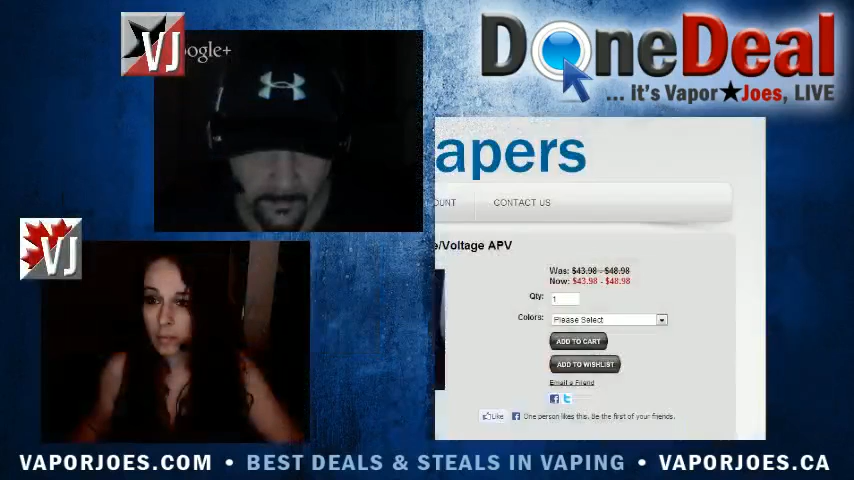 VJ
oogle+
DoneDeal
... it's Vapor★Joes, LIVE
apers
OUNT
CONTACT US
e/Voltage APV
Was: $43.98 - $48.98
Now: $43.98 - $48.98
Qty: 1
Colors: Please Select
ADD TO CART
ADD TO WISHLIST
Email a Friend
Like
One person likes this. Be the first of your friends.
VJ
VAPORJOES.COM • BEST DEALS & STEALS IN VAPING • VAPORJOES.CA